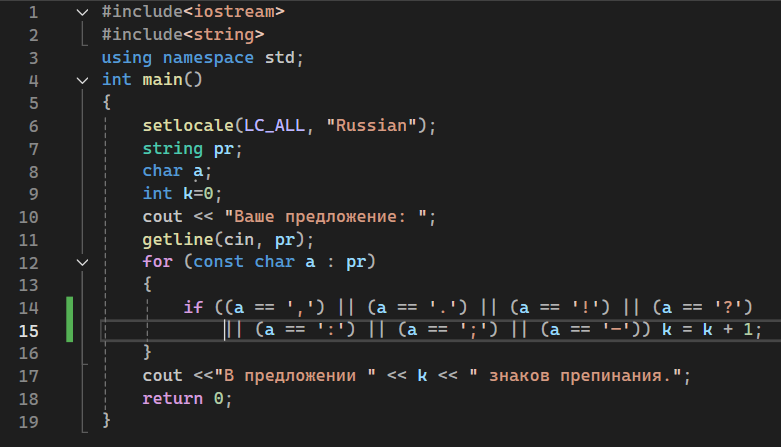 1 #include<iostream>
2 #include<string>
3 using namespace std;
4 int main()
5 {
6 setlocale(LC_ALL, "Russian");
7 string pr;
8 char a;
9 int k=0;
10 cout << "Ваше предложение: ";
11 getline(cin, pr);
12 for (const char a : pr)
13 {
14 if ((a == ',') || (a == '.') || (a == '!') || (a == '?')
15 || (a == ':') || (a == ';') || (a == '-')) k = k + 1;
16 }
17 cout <<"В предложении " << k << " знаков препинания.";
18 return 0;
19 }